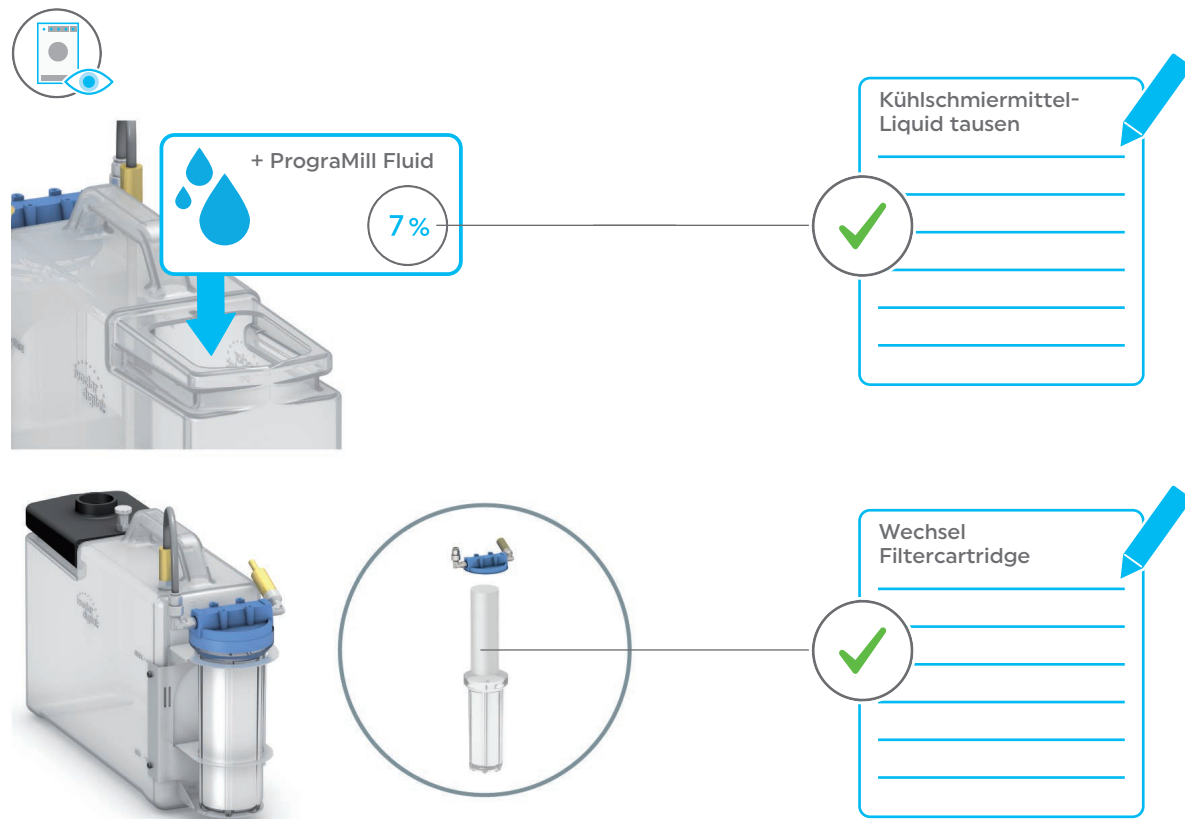 + PrograMill Fluid
7 %
Kühlschmiermittel-
Liquid tausen
Wechsel
Filtercartridge